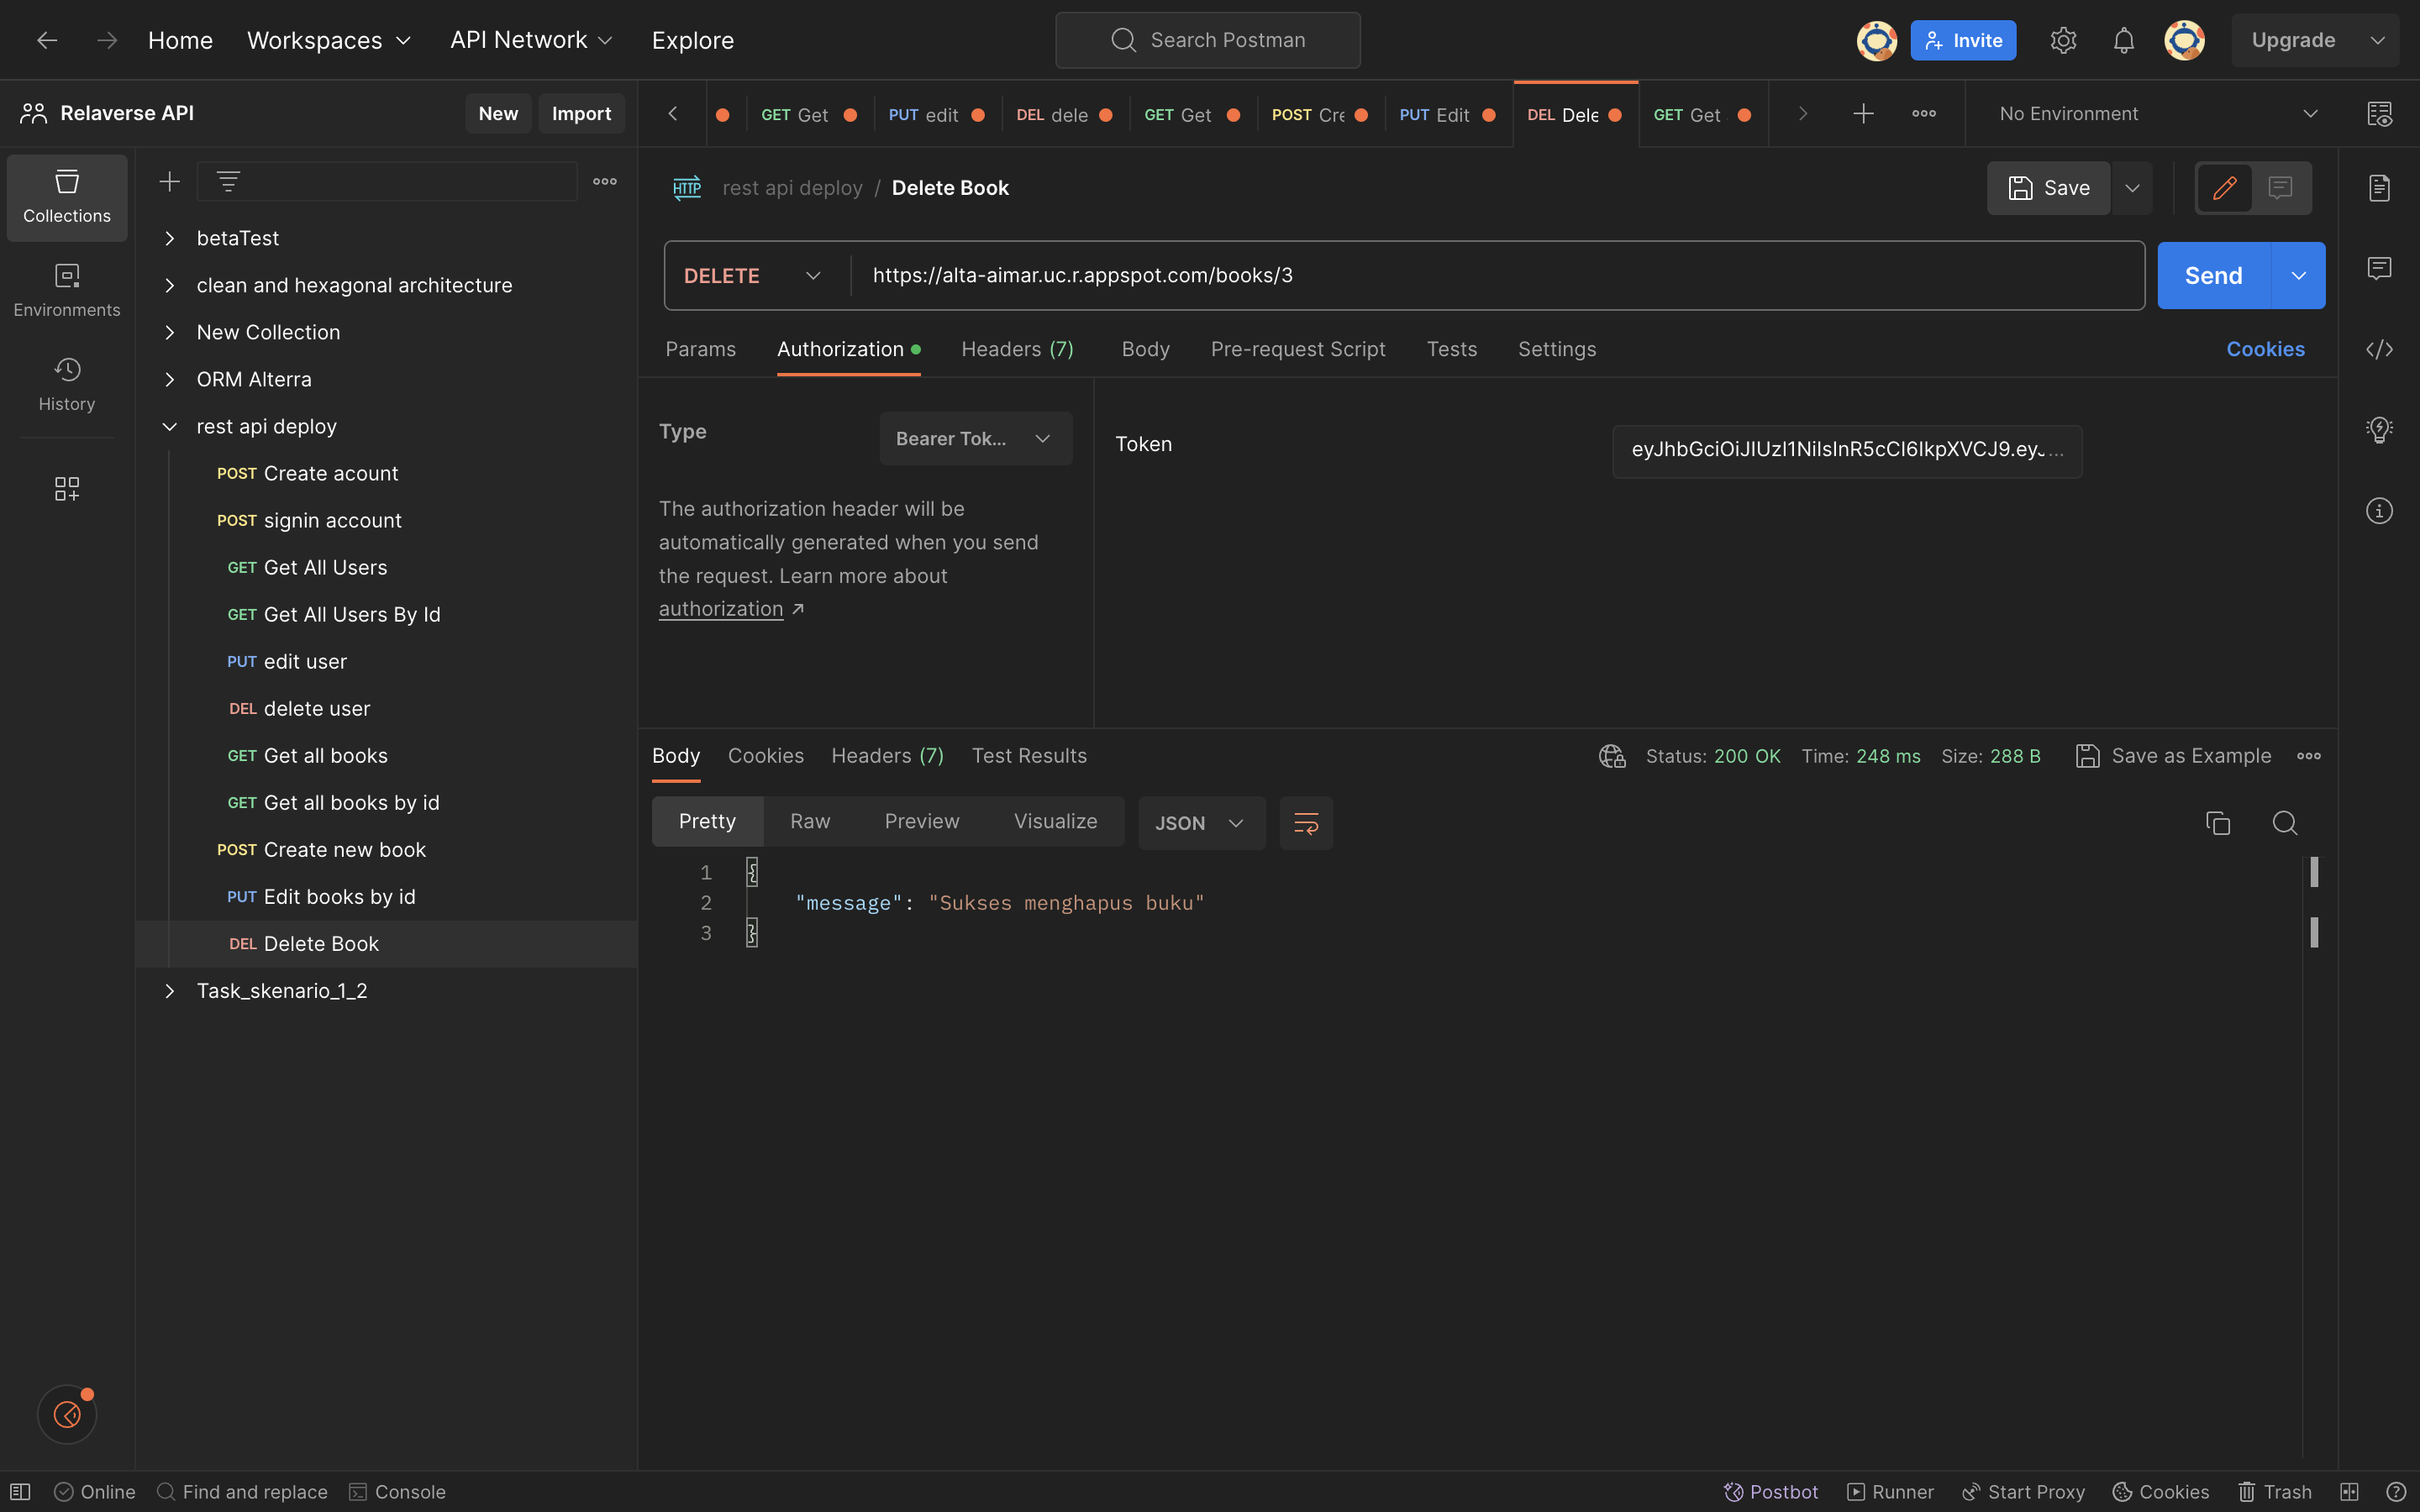 Home Workspaces API Network Explore Search Postman Invite Upgrade
Relaverse API New Import
GET Get PUT edit DEL dele GET Get POST Cre PUT Edit DEL Dele GET Get No Environment
Collections
Environments
History
betaTest
clean and hexagonal architecture
New Collection
ORM Alterra
rest api deploy
POST Create acount
POST signin account
GET Get All Users
GET Get All Users By Id
PUT edit user
DEL delete user
GET Get all books
GET Get all books by id
POST Create new book
PUT Edit books by id
DEL Delete Book
Task_skenario_1_2
HTTP rest api deploy / Delete Book Save
DELETE https://alta-aimar.uc.r.appspot.com/books/3 Send
Params Authorization Headers (7) Body Pre-request Script Tests Settings Cookies
Type Bearer Tok...
The authorization header will be
automatically generated when you send
the request. Learn more about
authorization
Token eyJhbGciOiJIUzI1NiIsInR5cCI6IkpXVCJ9.eyJ...
Body Cookies Headers (7) Test Results Status: 200 OK Time: 248 ms Size: 288 B Save as Example
Pretty Raw Preview Visualize JSON
1 {
2 "message": "Sukses menghapus buku"
3 }
Online Find and replace Console Postbot Runner Start Proxy Cookies Trash